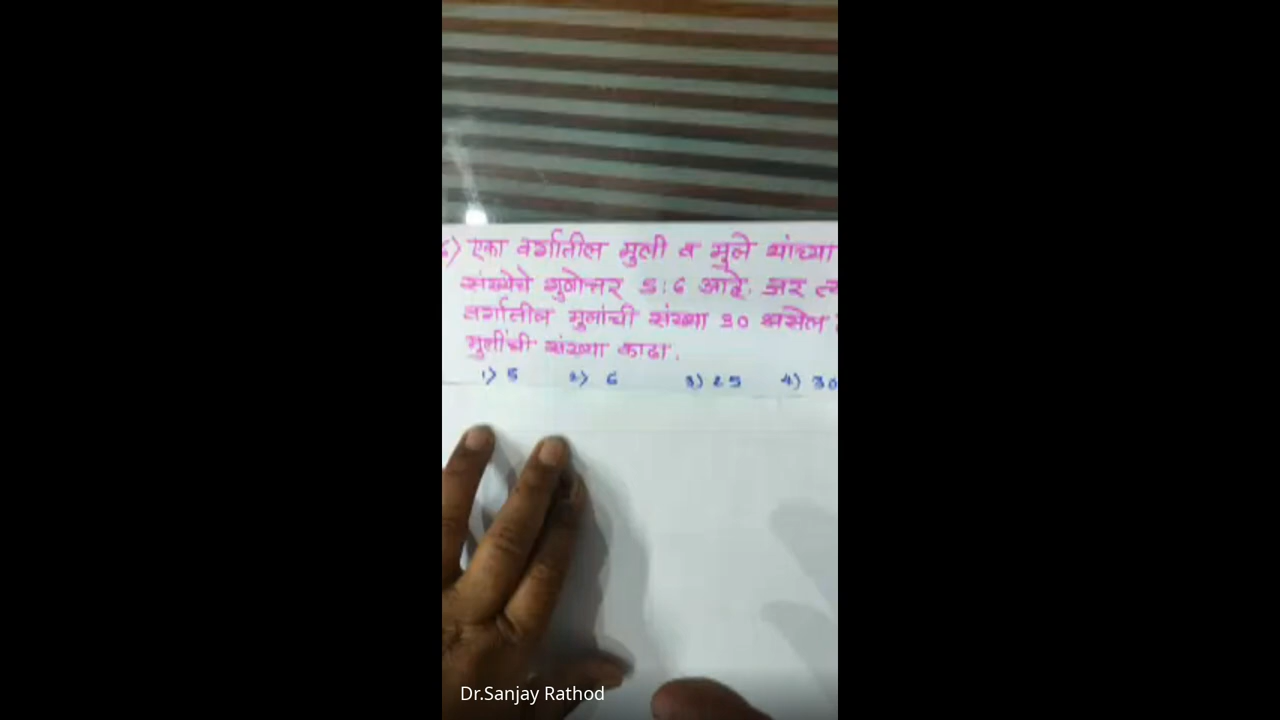 एका वर्गातील मुली व मुले यांच्या
संख्येचे गुणोत्तर 5:6 आहे. जर
वर्गातील मुलांची संख्या 30 असेल
मुलींची संख्या काढा.
1) 5 2) 6 3) 25 4) 30
Dr.Sanjay Rathod